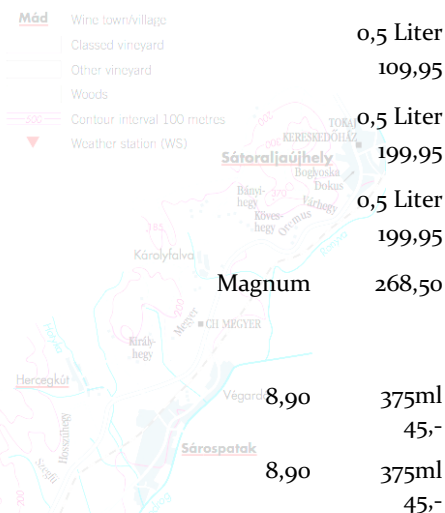 Mád Wine town/village
0,5 Liter
Classed vineyard
Other vineyard
109,95
Woods
Contour interval 100 metres
0,5 Liter
TOKAJ
Weather station (WS)
KERESKEDŐHÁZ
199,95
Sátoraljaújhely
Boglyoska
Dokus
Bányi-
hegy
Várhegy
0,5 Liter
Köves-
hegy
Oremus
199,95
Károlyfalva
Magnum 268,50
Megyer
CH MEGYER
Király-
hegy
Hercegkút
Végardó
8,90 375ml
45,-
Hosszúhegy
Sárospatak
8,90 375ml
45,-